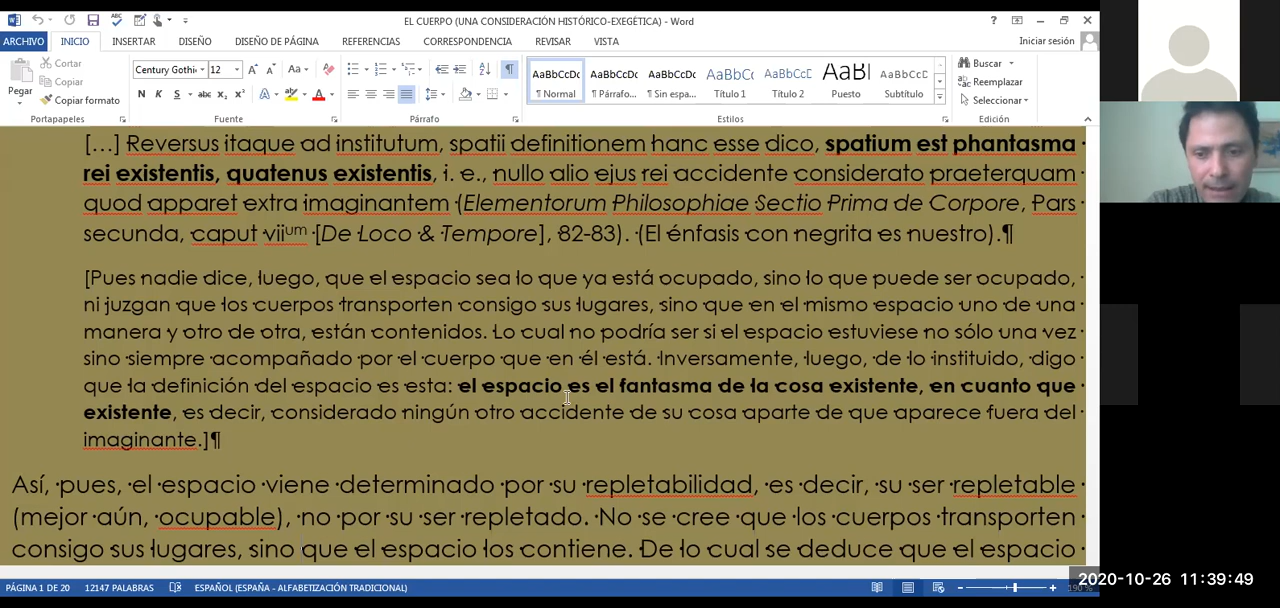 EL CUERPO (UNA CONSIDERACIÓN HISTÓRICO-EXEGÉTICA) - Word
ARCHIVO INICIO INSERTAR DISEÑO DISEÑO DE PÁGINA REFERENCIAS CORRESPONDENCIA REVISAR VISTA Iniciar sesión
Pegar
Cortar
Copiar
Copiar formato
Portapapeles
Century Gothi 12
N K S abc x₂ x²
Fuente
Párrafo
AaBbCcDc AaBbCcDc AaBbCcDc AaBbCc AaBbCcD AaBl AaBbCcD
¶ Normal ¶ Párrafo... ¶ Sin espa... Título 1 Título 2 Puesto Subtítulo
Estilos
Buscar
Reemplazar
Seleccionar
Edición
[…] Reversus itaque ad institutum, spatii definitionem hanc esse dico, spatium est phantasma
rei existentis, quatenus existentis, i. e., nullo alio ejus rei accidente considerato praeterquam
quod apparet extra imaginantem (Elementorum Philosophiae Sectio Prima de Corpore, Pars
secunda, caput viium [De Loco & Tempore], 82-83). (El énfasis con negrita es nuestro).¶
[Pues nadie dice, luego, que el espacio sea lo que ya está ocupado, sino lo que puede ser ocupado,
ni juzgan que los cuerpos transporten consigo sus lugares, sino que en el mismo espacio uno de una
manera y otro de otra, están contenidos. Lo cual no podría ser si el espacio estuviese no sólo una vez
sino siempre acompañado por el cuerpo que en él está. Inversamente, luego, de lo instituido, digo
que la definición del espacio es esta: el espacio es el fantasma de la cosa existente, en cuanto que
existente, es decir, considerado ningún otro accidente de su cosa aparte de que aparece fuera del
imaginante.]¶
Así, pues, el espacio viene determinado por su repletabilidad, es decir, su ser repletable
(mejor aún, ocupable), no por su ser repletado. No se cree que los cuerpos transporten
consigo sus lugares, sino que el espacio los contiene. De lo cual se deduce que el espacio
PÁGINA 1 DE 20 12147 PALABRAS ESPAÑOL (ESPAÑA - ALFABETIZACIÓN TRADICIONAL) 190 %
2020-10-26 11:39:49